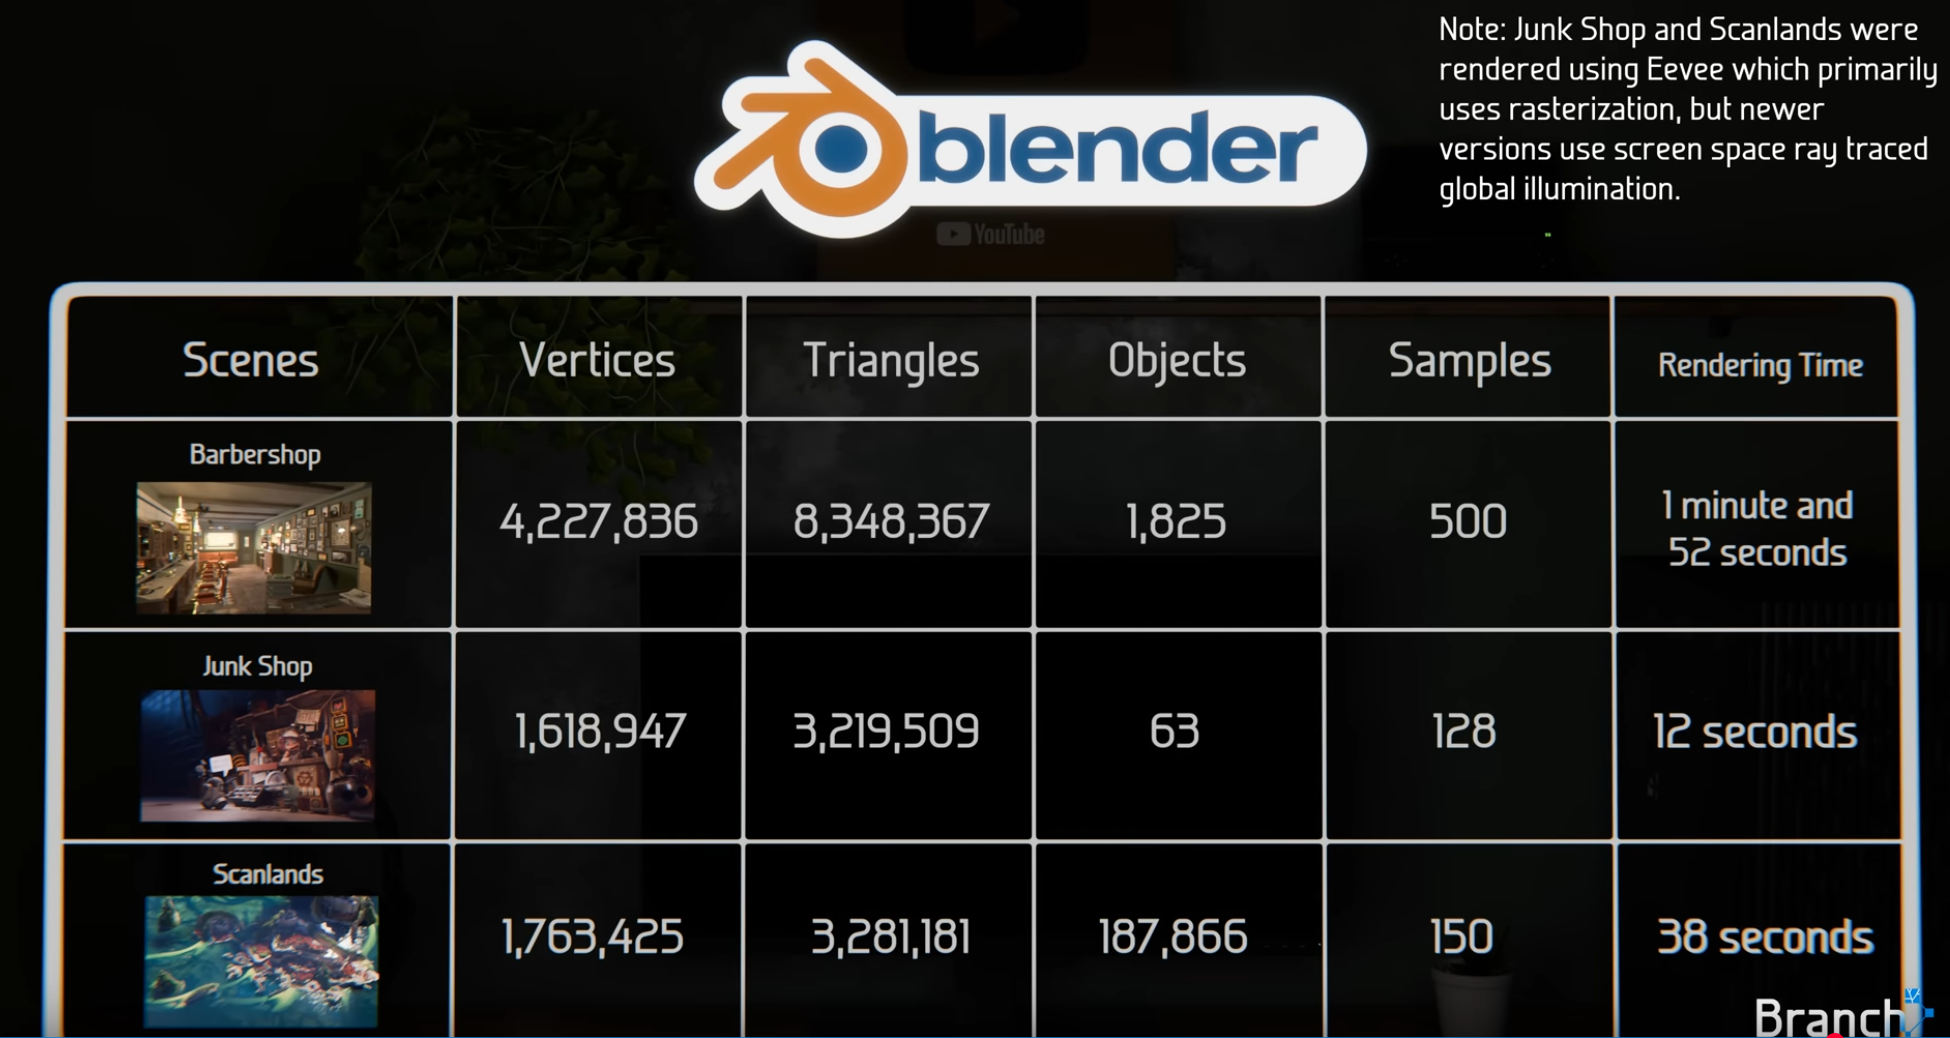 Note: Junk Shop and Scanlands were
rendered using Eevee which primarily
uses rasterization, but newer
versions use screen space ray traced
global illumination.
blender
YouTube
Scenes Vertices Triangles Objects Samples Rendering Time
Barbershop
4,227,836 8,348,367 1,825 500 1 minute and
52 seconds
Junk Shop
1,618,947 3,219,509 63 128 12 seconds
Scanlands
1,763,425 3,281,181 187,866 150 38 seconds
Branch